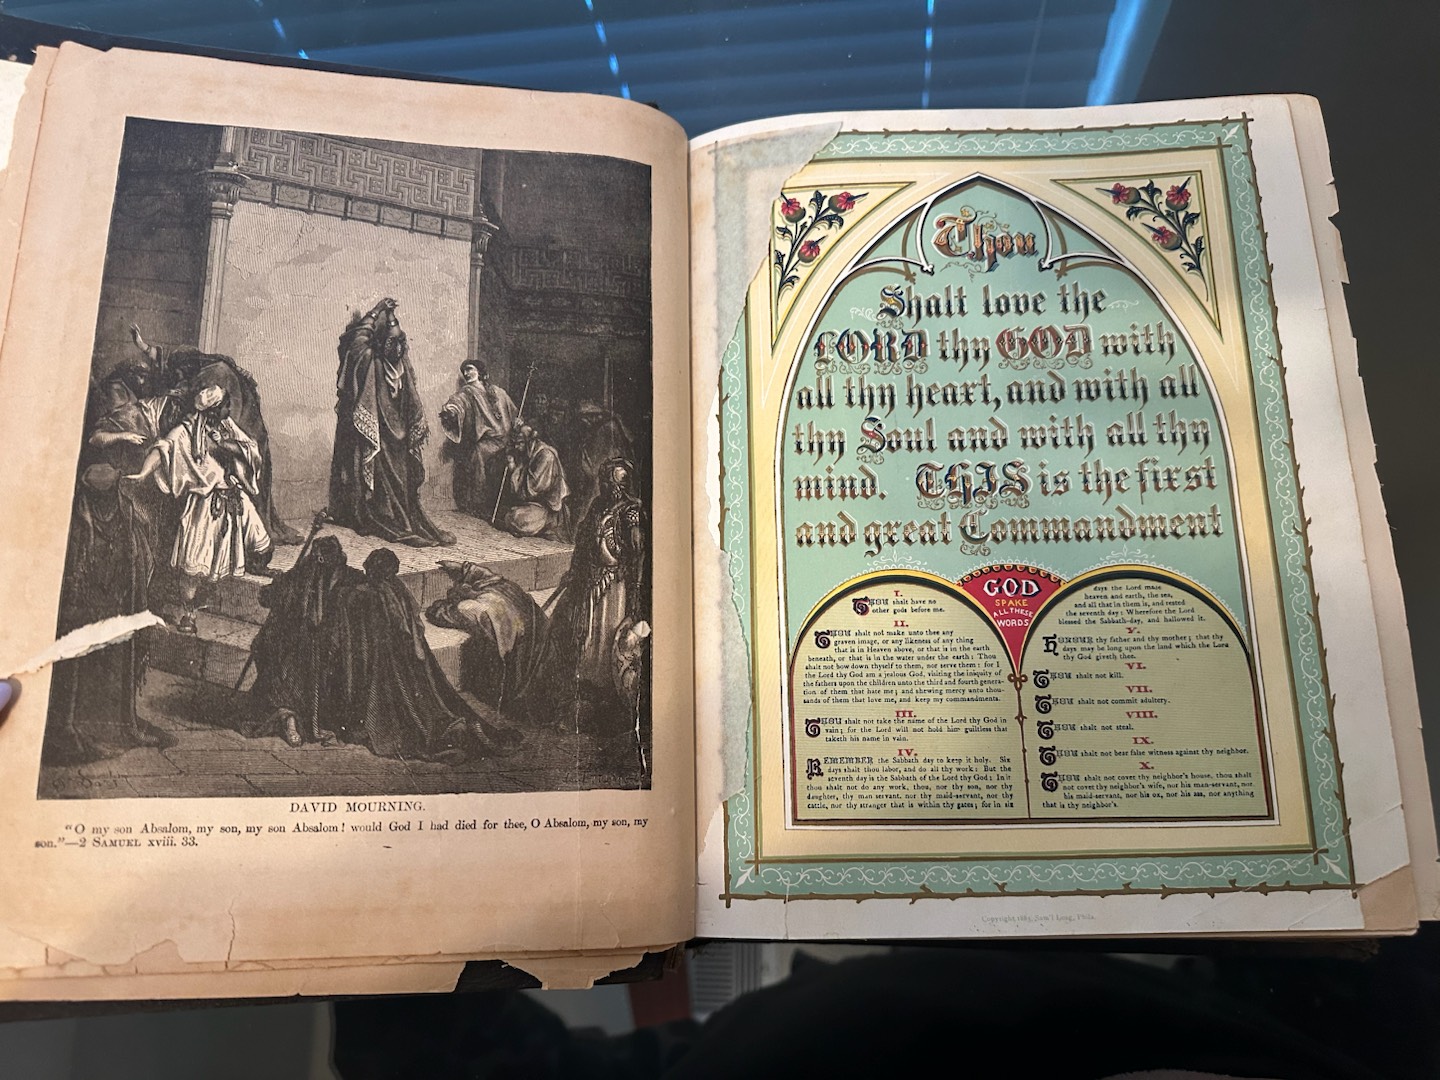 DAVID MOURNING.
"O my son Absalom, my son, my son Absalom! would God I had died for thee, O Absalom, my son, my
son."—2 SAMUEL xviii. 33.
Thou
Shalt love the
LORD thy GOD with
all thy heart, and with all
thy Soul and with all thy
mind. THIS is the first
and great Commandment
GOD
SPAKE
ALL THESE
WORDS
I.
THOU shalt have no
other gods before me.
II.
THOU shalt not make unto thee any
graven image, or any likeness of any thing
that is in Heaven above, or that is in the earth
beneath, or that is in the water under the earth: Thou
shalt not bow down thyself to them, nor serve them: for I
the Lord thy God am a jealous God, visiting the iniquity of
the fathers upon the children unto the third and fourth genera-
tion of them that hate me; and shewing mercy unto thou-
sands of them that love me, and keep my commandments.
III.
THOU shalt not take the name of the Lord thy God in
vain; for the Lord will not hold him guiltless that
taketh his name in vain.
IV.
REMEMBER the Sabbath day to keep it holy. Six
days shalt thou labor, and do all thy work: But the
seventh day is the Sabbath of the Lord thy God: In it
thou shalt not do any work, thou, nor thy son, nor thy
daughter, thy man servant, nor thy maid-servant, nor thy
cattle, nor thy stranger that is within thy gates; for in six
days the Lord made
heaven and earth, the sea,
and all that in them is, and rested
the seventh day: Wherefore the Lord
blessed the Sabbath-day, and hallowed it.
V.
HONOUR thy father and thy mother; that thy
days may be long upon the land which the Lord
thy God giveth thee.
VI.
THOU shalt not kill.
VII.
THOU shalt not commit adultery.
VIII.
THOU shalt not steal.
IX.
THOU shalt not bear false witness against thy neighbor.
X.
THOU shalt not covet thy neighbor's house, thou shalt
not covet thy neighbor's wife, nor his man-servant, nor
his maid-servant, nor his ox, nor his ass, nor anything
that is thy neighbor's.
Copyright 1885, Sam'l Long, Phila.